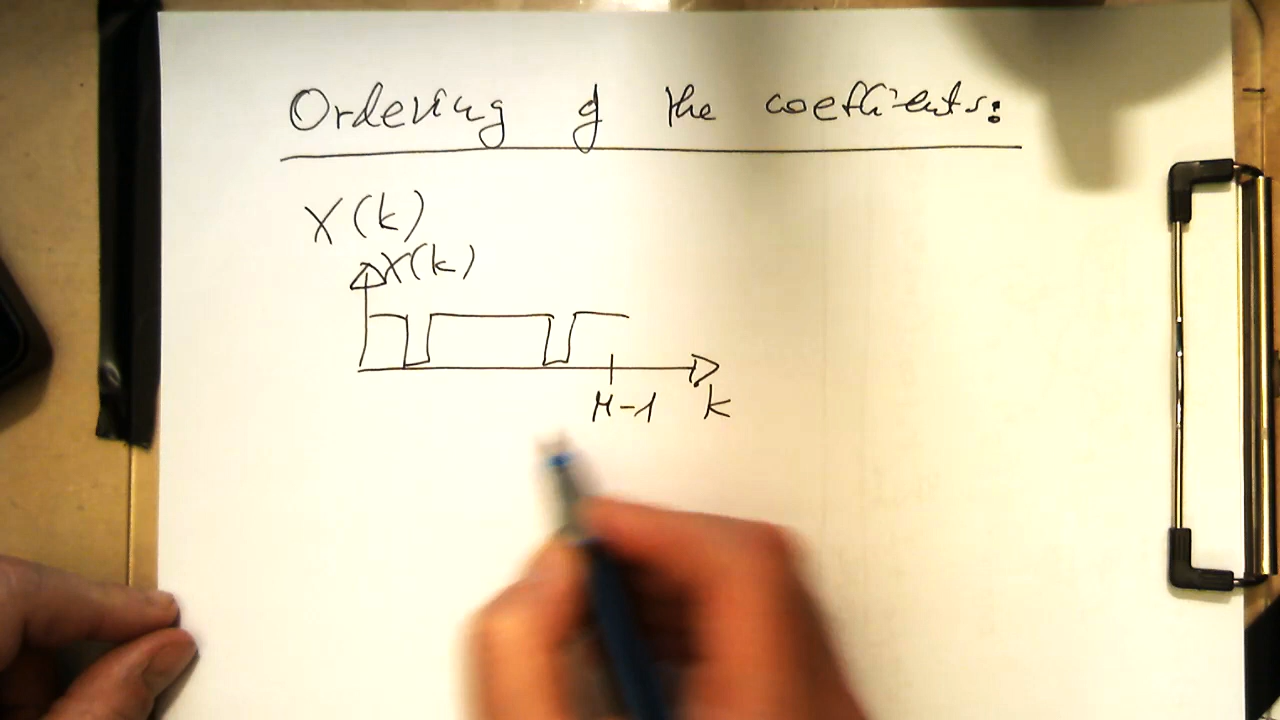 Ordering of the coefficients:
X(k)
X(k)
M-1 k